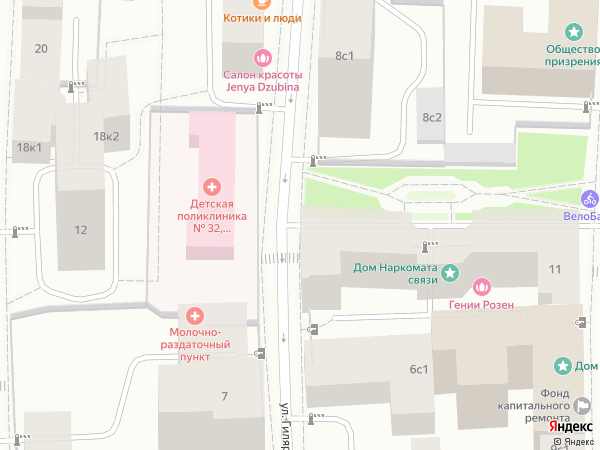 Котики и люди
20
8с1
Общество
призрения
Салон красоты
Jenya Dzubina
8с2
18к2
18к1
Детская
поликлиника
№ 32,...
ВелоБа
12
Дом Наркомата
связи
11
Гении Розен
Молочно-
раздаточный
пункт
6с1
Дом
7
Фонд
капитального
ремонта
ул. Гиляр
Яндекс
9с1
© Яндекс